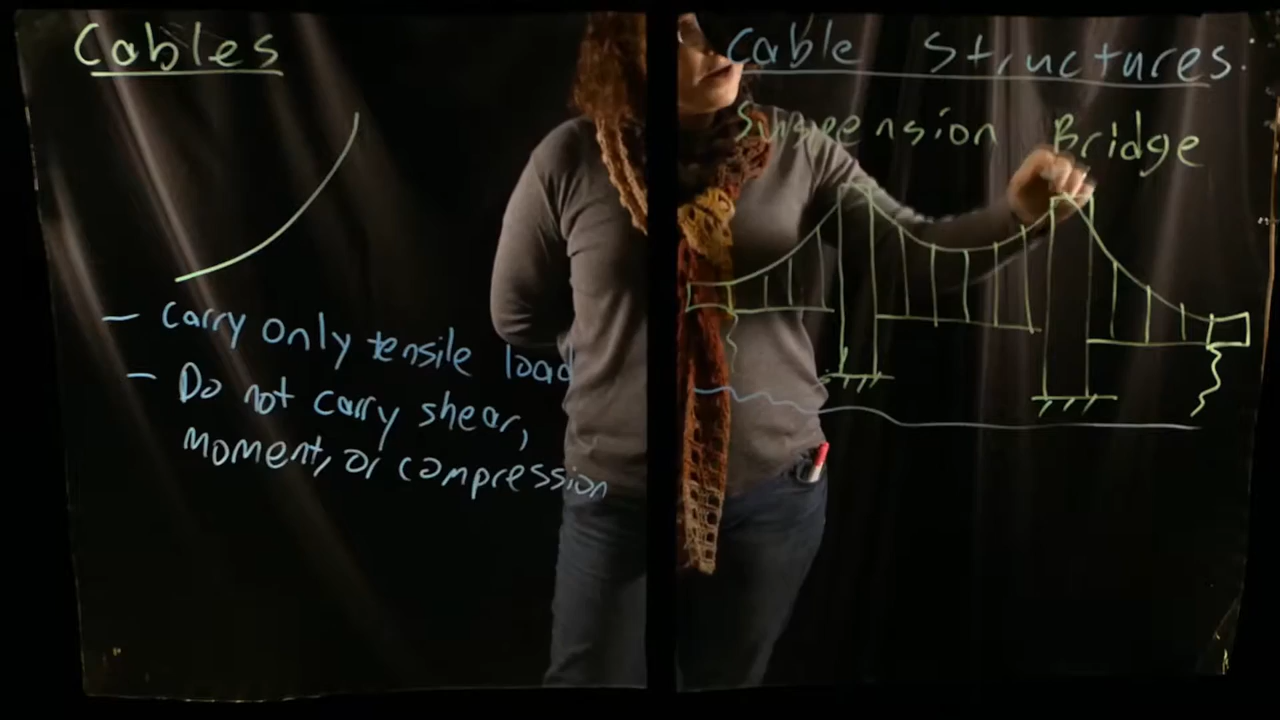 Cables
- Carry only tensile load
- Do not carry shear,
moment, or compression
Cable Structures.
Suspension Bridge